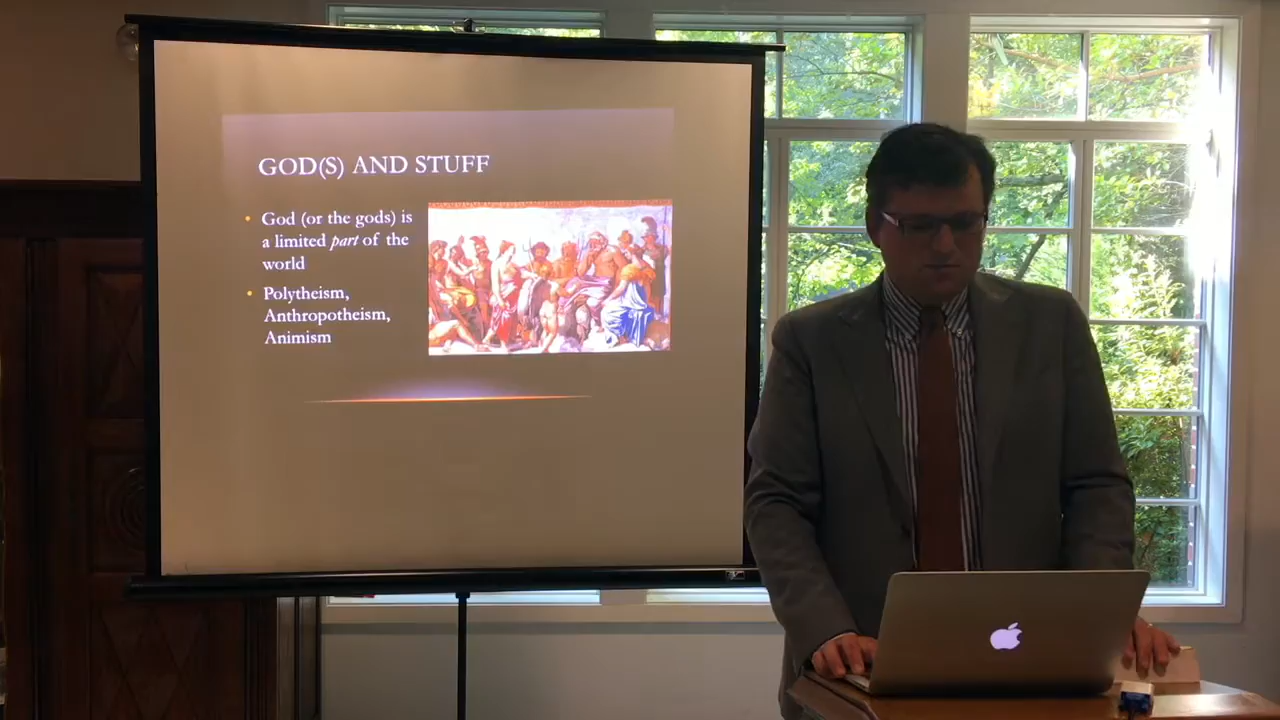 GOD(S) AND STUFF
• God (or the gods) is
a limited part of the
world
• Polytheism,
Anthropotheism,
Animism